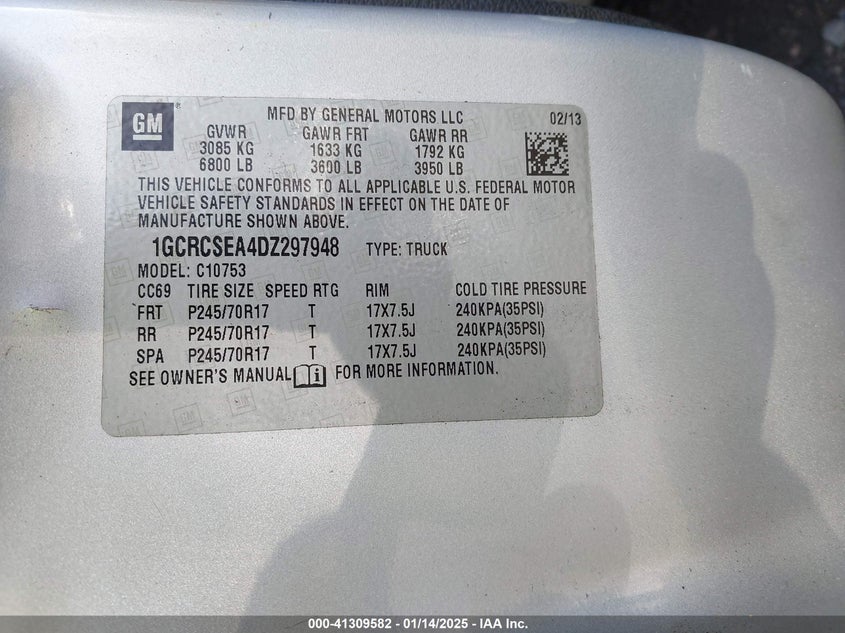 GM
MFD BY GENERAL MOTORS LLC 02/13
GVWR GAWR FRT GAWR RR
3085 KG 1633 KG 1792 KG
6800 LB 3600 LB 3950 LB
THIS VEHICLE CONFORMS TO ALL APPLICABLE U.S. FEDERAL MOTOR
VEHICLE SAFETY STANDARDS IN EFFECT ON THE DATE OF
MANUFACTURE SHOWN ABOVE.
1GCRCSEA4DZ297948 TYPE: TRUCK
MODEL: C10753
CC69 TIRE SIZE SPEED RTG RIM COLD TIRE PRESSURE
FRT P245/70R17 T 17X7.5J 240KPA(35PSI)
RR P245/70R17 T 17X7.5J 240KPA(35PSI)
SPA P245/70R17 T 17X7.5J 240KPA(35PSI)
SEE OWNER'S MANUAL i FOR MORE INFORMATION.
000-41309582 - 01/14/2025 - IAA Inc.